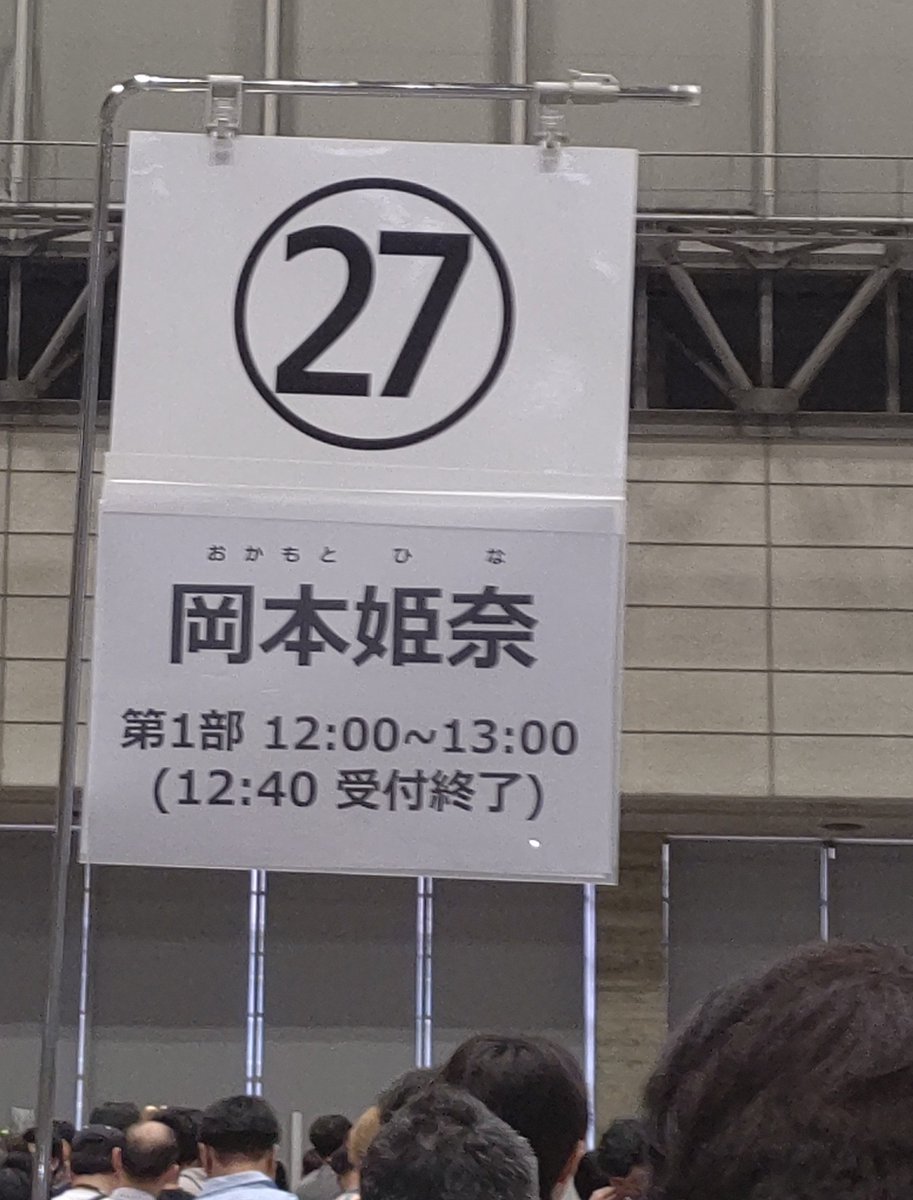 27
おかもと ひ な
岡本姫奈
第1部 12:00~13:00
(12:40 受付終了)